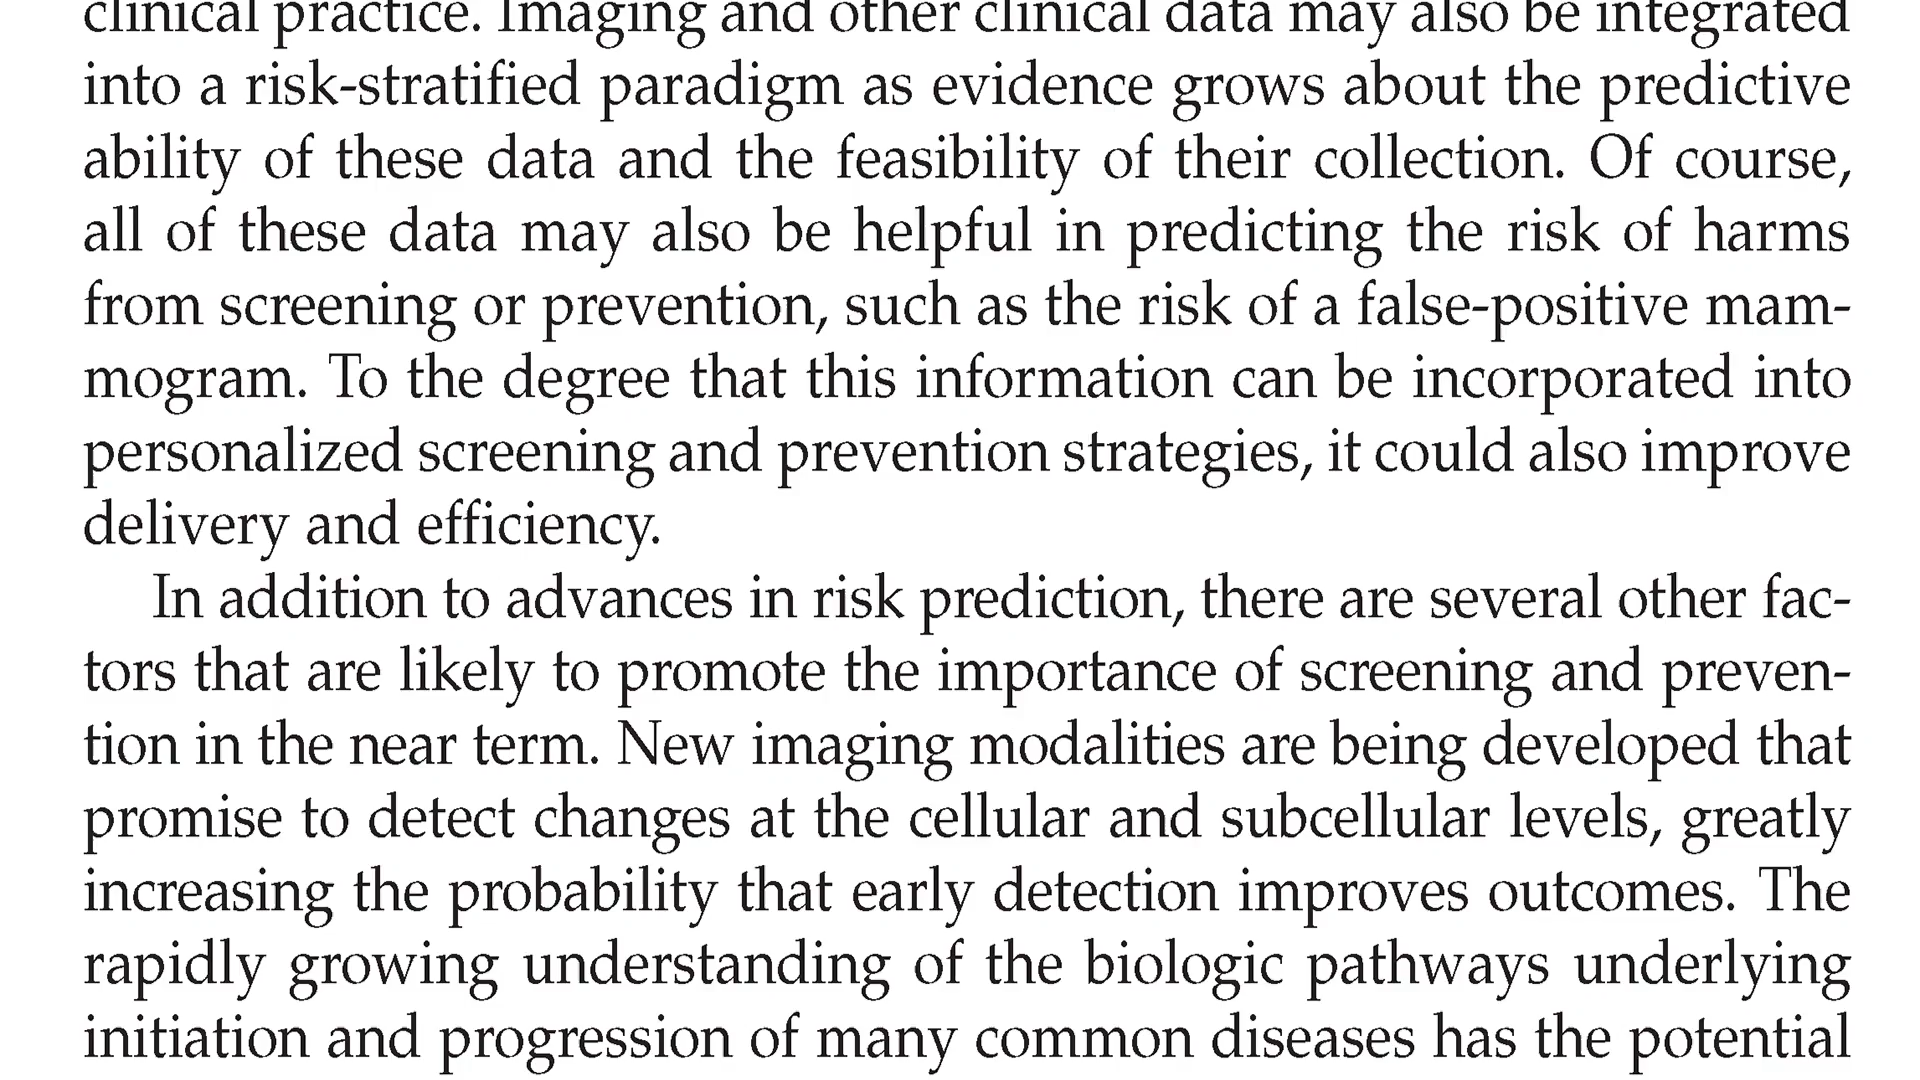 clinical practice. Imaging and other clinical data may also be integrated
into a risk-stratified paradigm as evidence grows about the predictive
ability of these data and the feasibility of their collection. Of course,
all of these data may also be helpful in predicting the risk of harms
from screening or prevention, such as the risk of a false-positive mam-
mogram. To the degree that this information can be incorporated into
personalized screening and prevention strategies, it could also improve
delivery and efficiency.
In addition to advances in risk prediction, there are several other fac-
tors that are likely to promote the importance of screening and preven-
tion in the near term. New imaging modalities are being developed that
promise to detect changes at the cellular and subcellular levels, greatly
increasing the probability that early detection improves outcomes. The
rapidly growing understanding of the biologic pathways underlying
initiation and progression of many common diseases has the potential